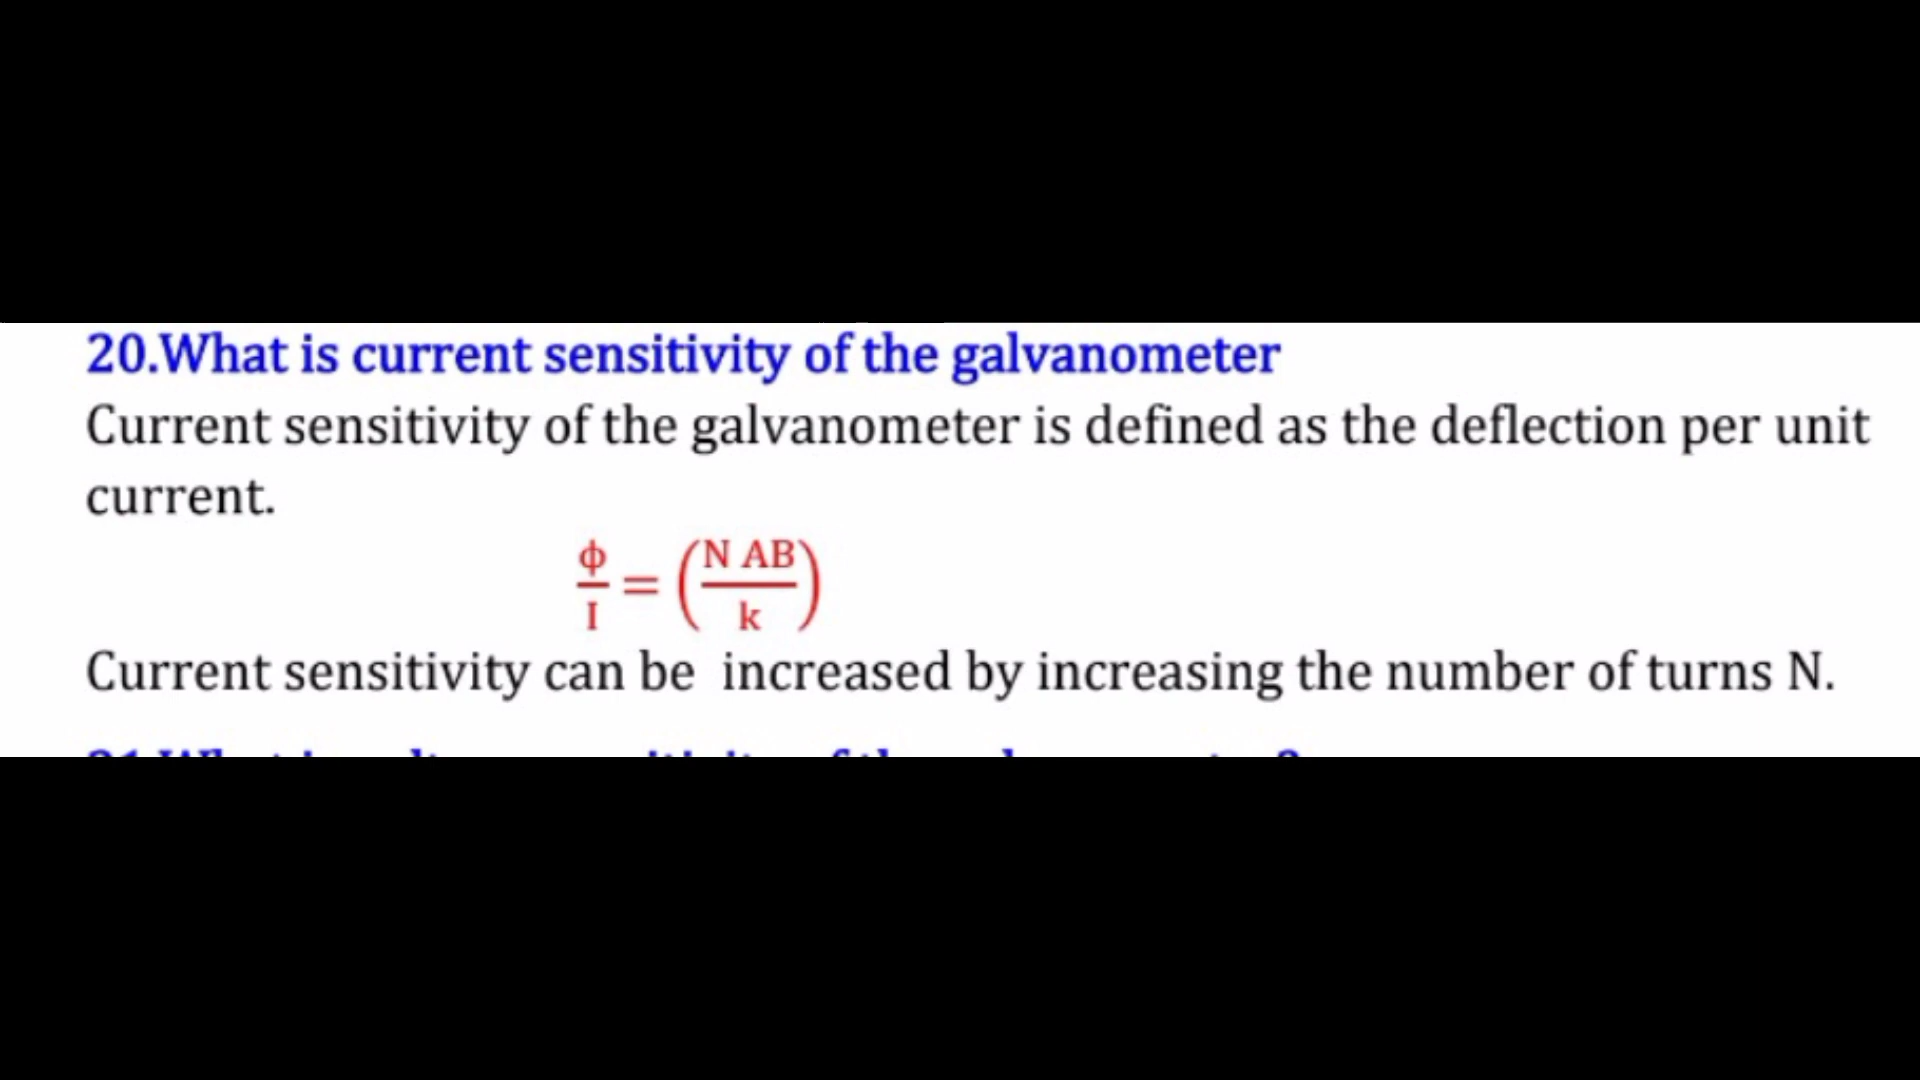 20.What is current sensitivity of the galvanometer
Current sensitivity of the galvanometer is defined as the deflection per unit
current.
ϕ/I = (N AB/k)
Current sensitivity can be  increased by increasing the number of turns N.